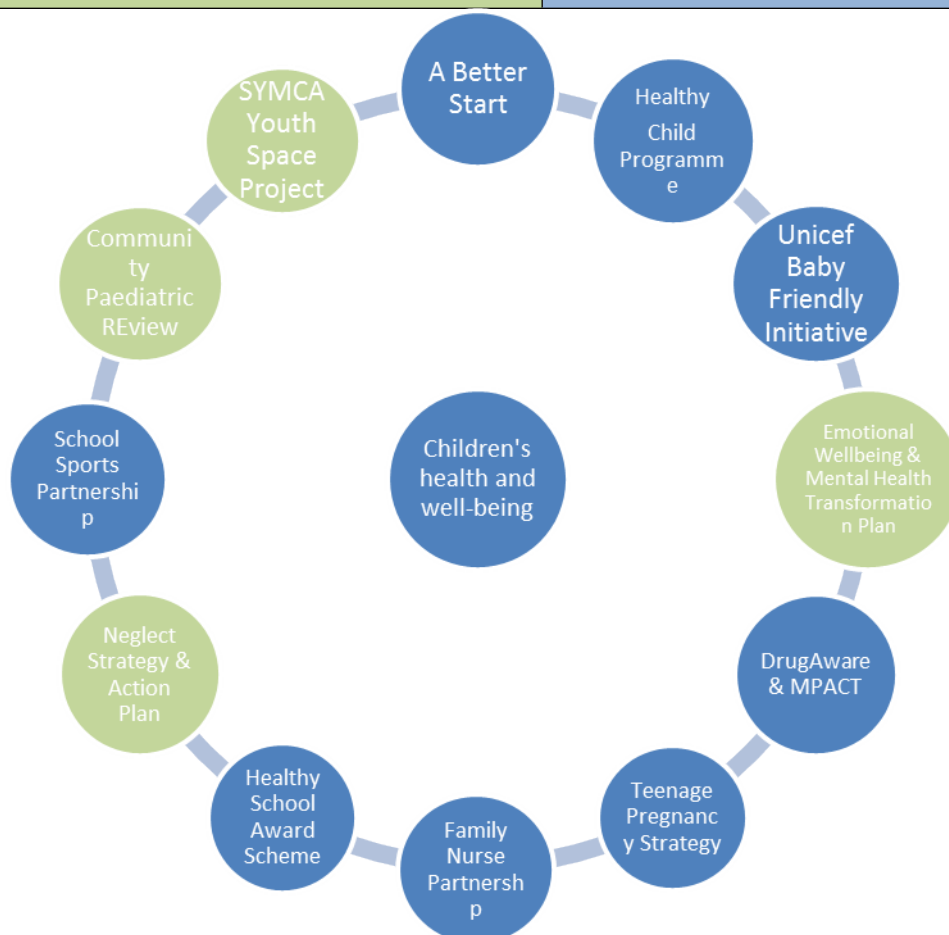 A Better
Start
Healthy
Child
Programm
e
Unicef
Baby
Friendly
Initiative
Emotional
Wellbeing &
Mental Health
Transformatio
n Plan
DrugAware
& MPACT
Teenage
Pregnanc
y Strategy
Family
Nurse
Partnersh
p
Healthy
School
Award
Scheme
Neglect
Strategy &
Action
Plan
School
Sports
Partnershi
p
Communi
ty
Paediatric
REview
SYMCA
Youth
Space
Project
Children's
health and
well-being